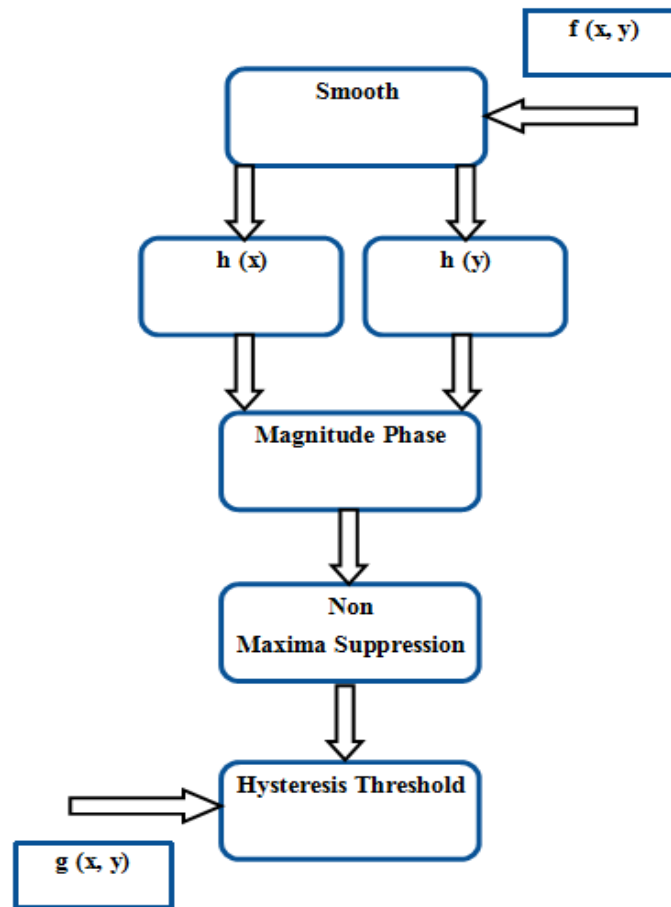 f (x, y)
Smooth
h (x)
h (y)
Magnitude Phase
Non
Maxima Suppression
Hysteresis Threshold
g (x, y)